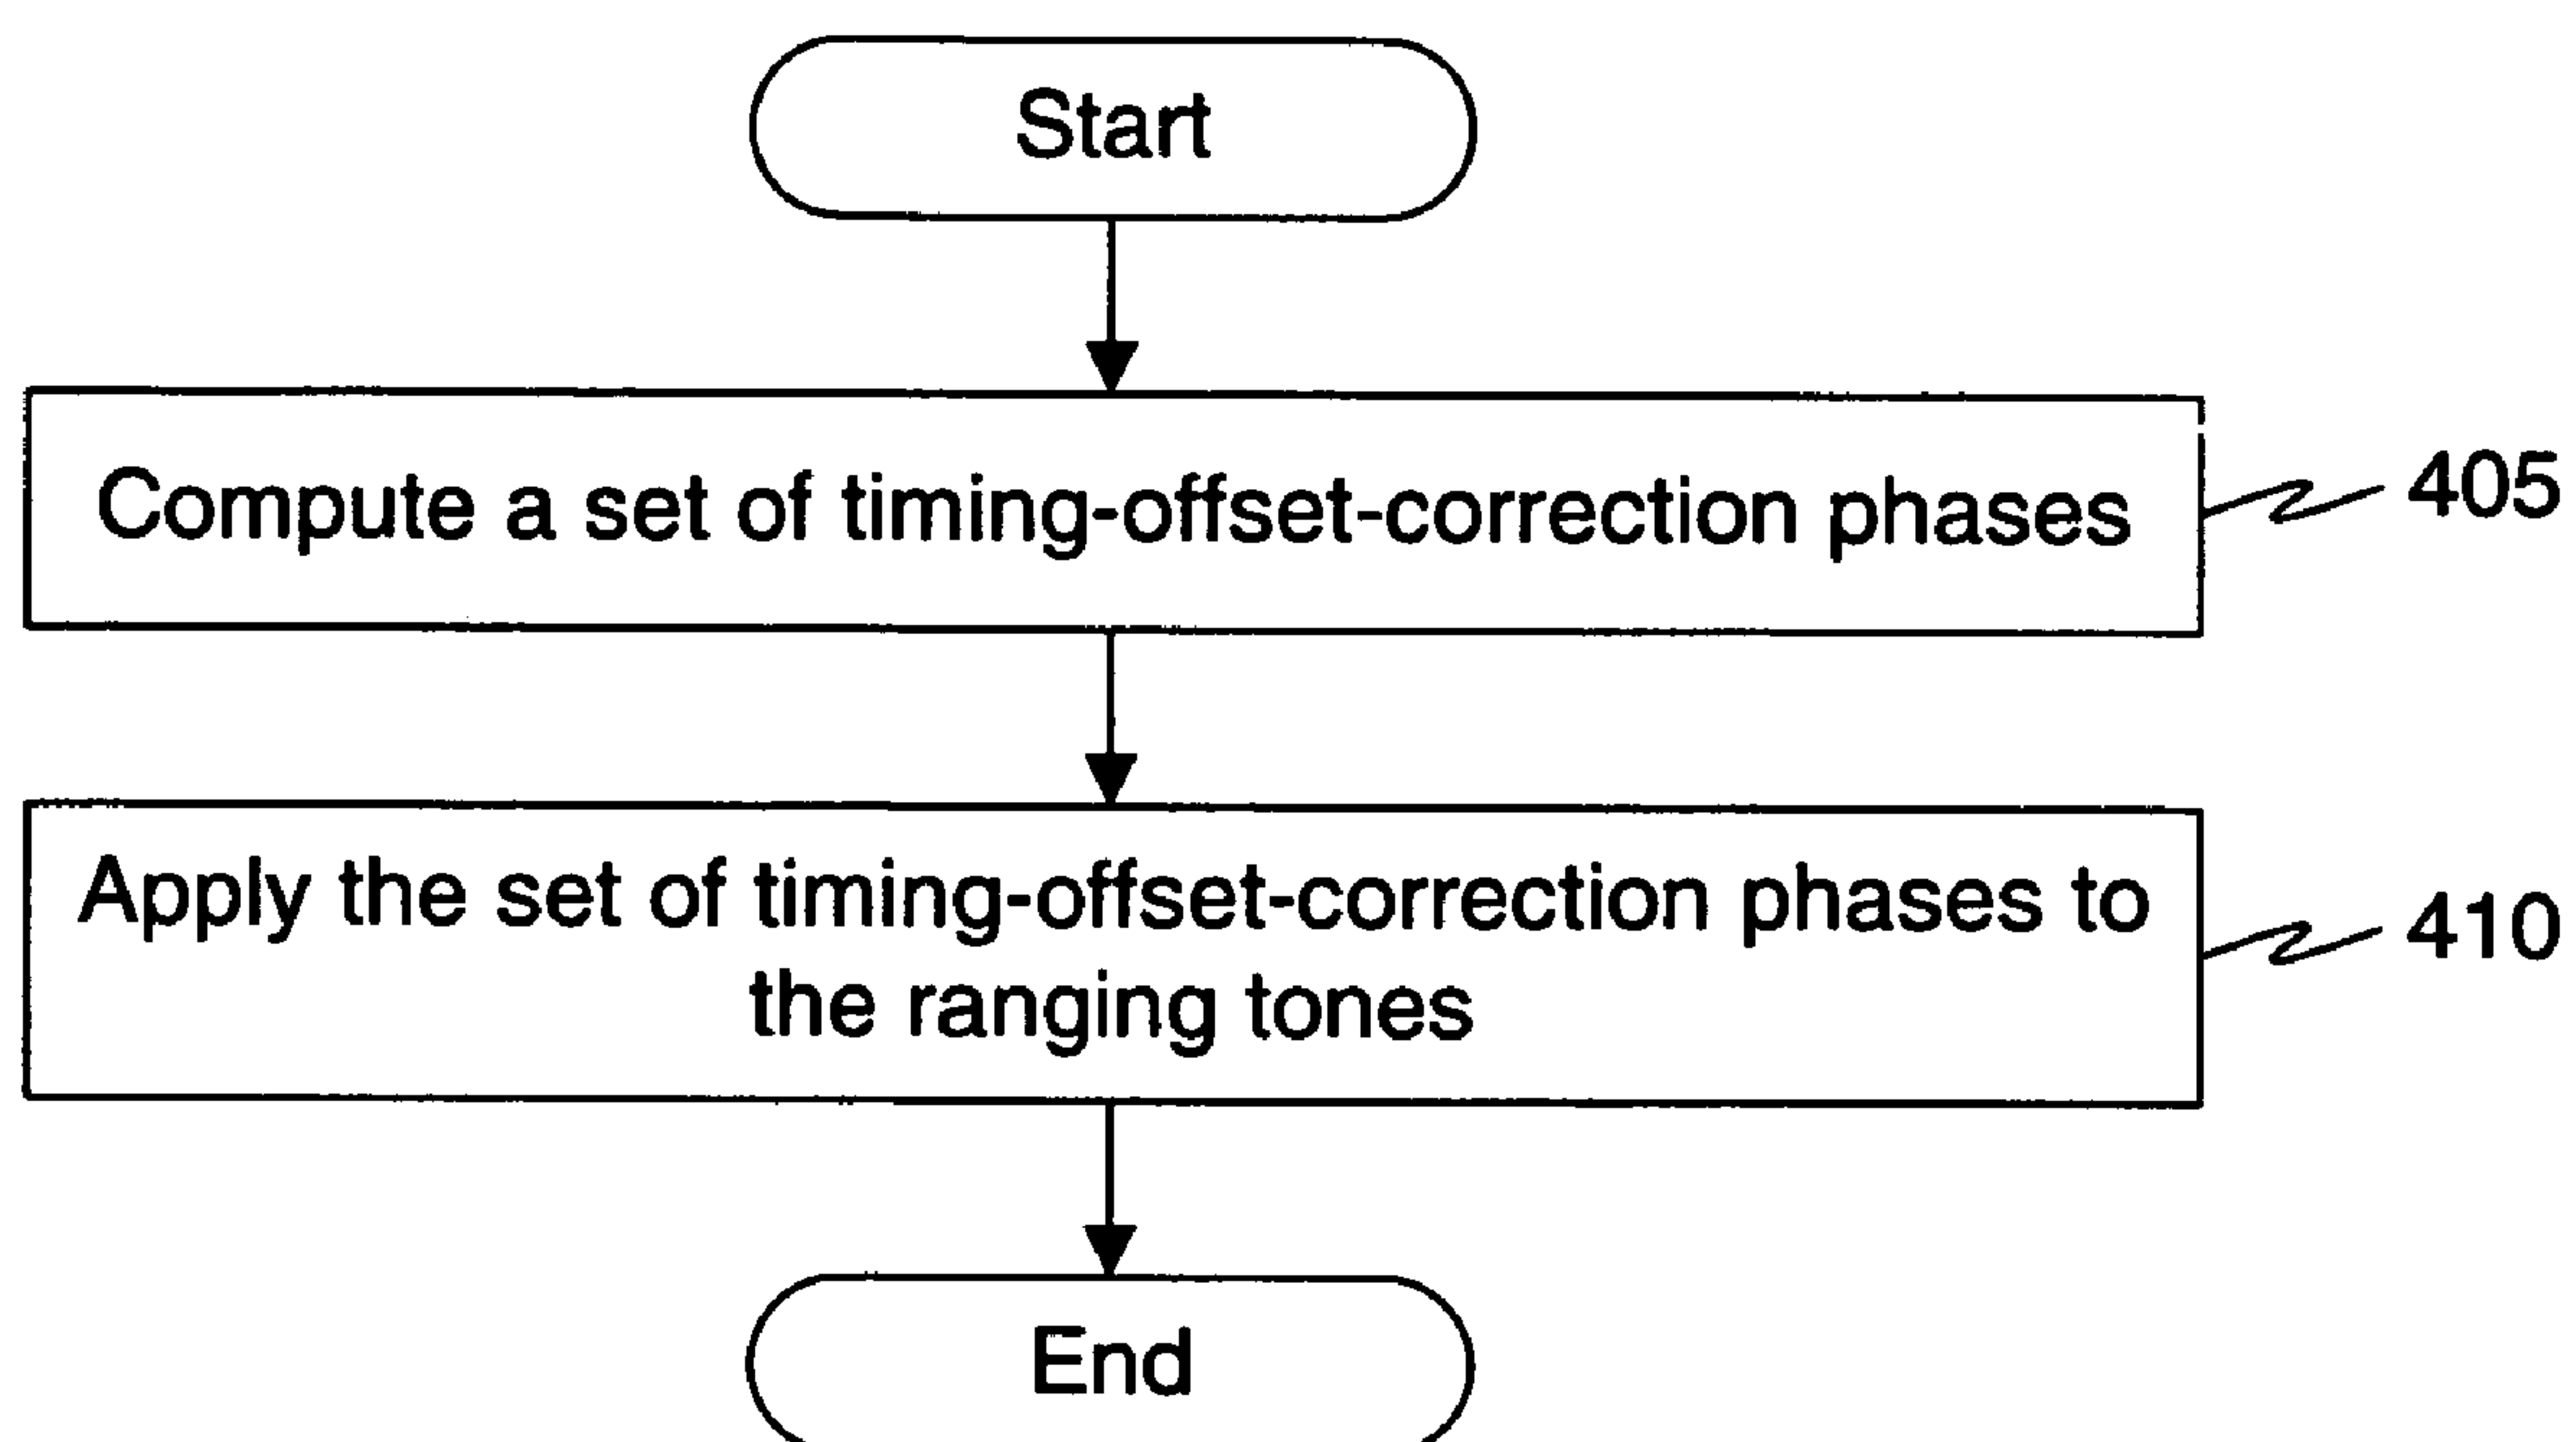 Start
Compute a set of timing-offset-correction phases
405
Apply the set of timing-offset-correction phases to
the ranging tones
410
End